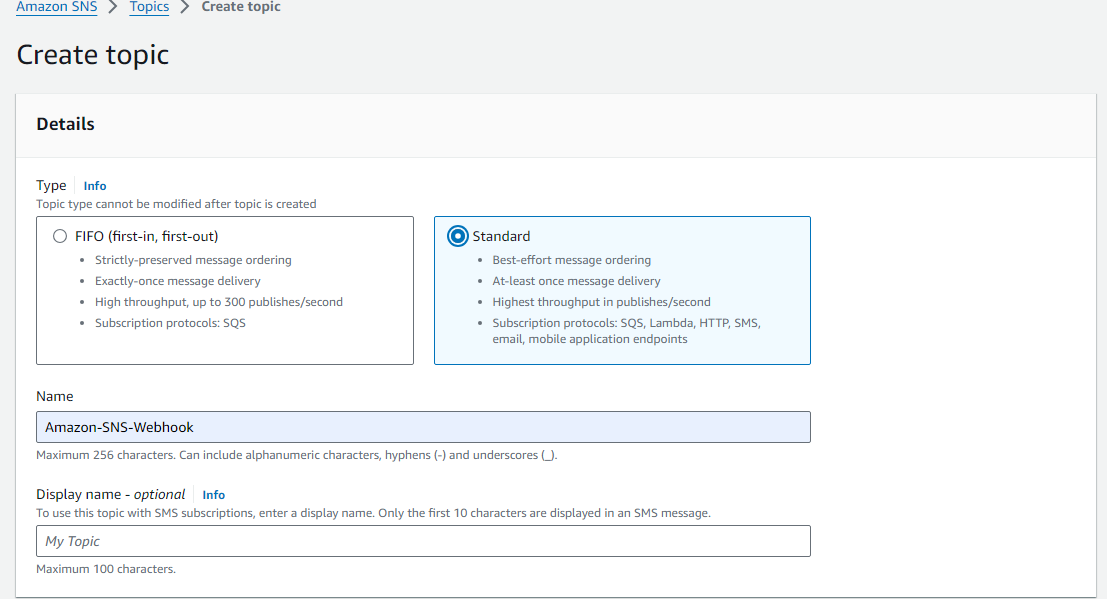 Amazon SNS > Topics > Create topic
Create topic
Details
Type Info
Topic type cannot be modified after topic is created
FIFO (first-in, first-out)
• Strictly-preserved message ordering
• Exactly-once message delivery
• High throughput, up to 300 publishes/second
• Subscription protocols: SQS
Standard
• Best-effort message ordering
• At-least once message delivery
• Highest throughput in publishes/second
• Subscription protocols: SQS, Lambda, HTTP, SMS,
email, mobile application endpoints
Name
Amazon-SNS-Webhook
Maximum 256 characters. Can include alphanumeric characters, hyphens (-) and underscores (_).
Display name - optional Info
To use this topic with SMS subscriptions, enter a display name. Only the first 10 characters are displayed in an SMS message.
My Topic
Maximum 100 characters.